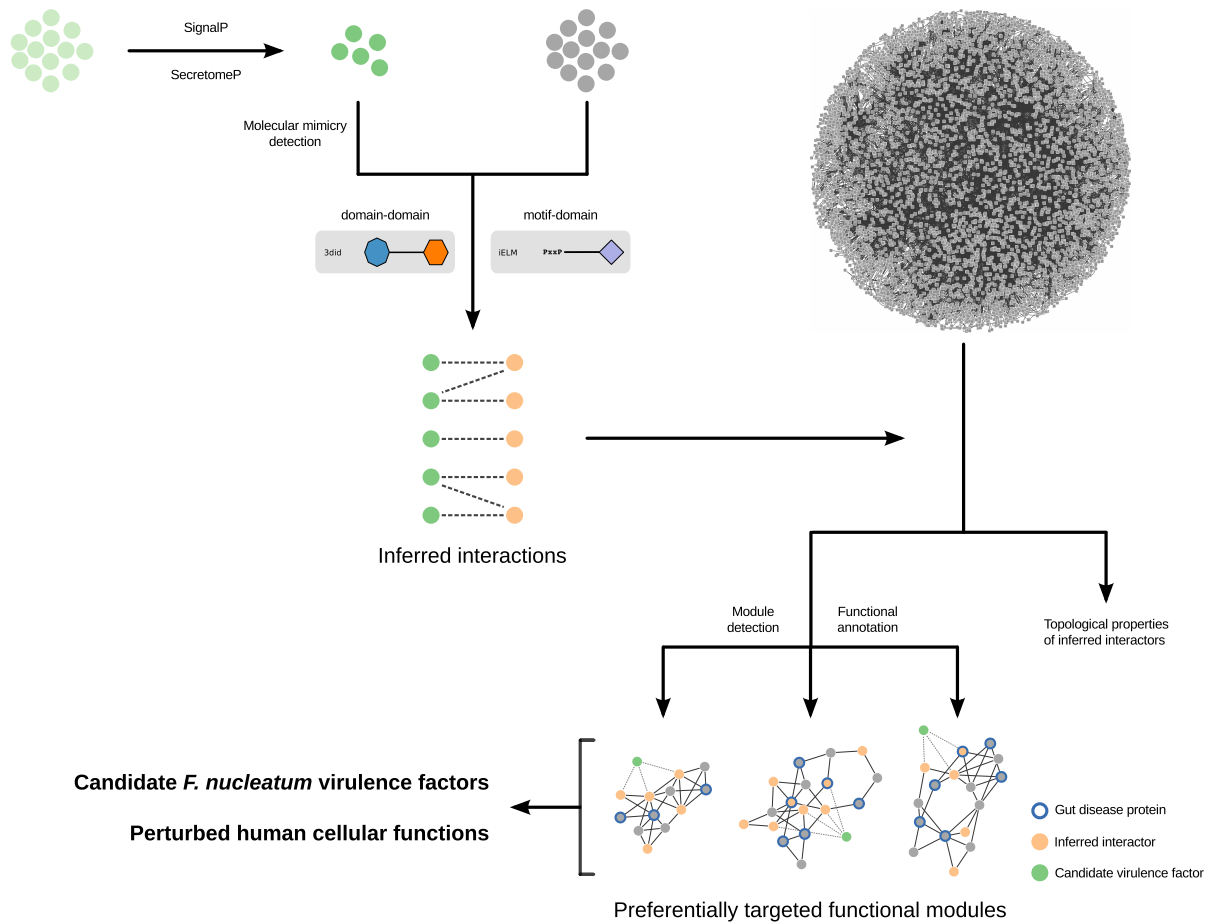 SignalP
SecretomeP
Molecular mimicry
detection
domain-domain
motif-domain
3did
iELM
PxxP
Inferred interactions
Module
detection
Functional
annotation
Topological properties
of inferred interactors
Candidate F. nucleatum virulence factors
Perturbed human cellular functions
Gut disease protein
Inferred interactor
Candidate virulence factor
Preferentially targeted functional modules